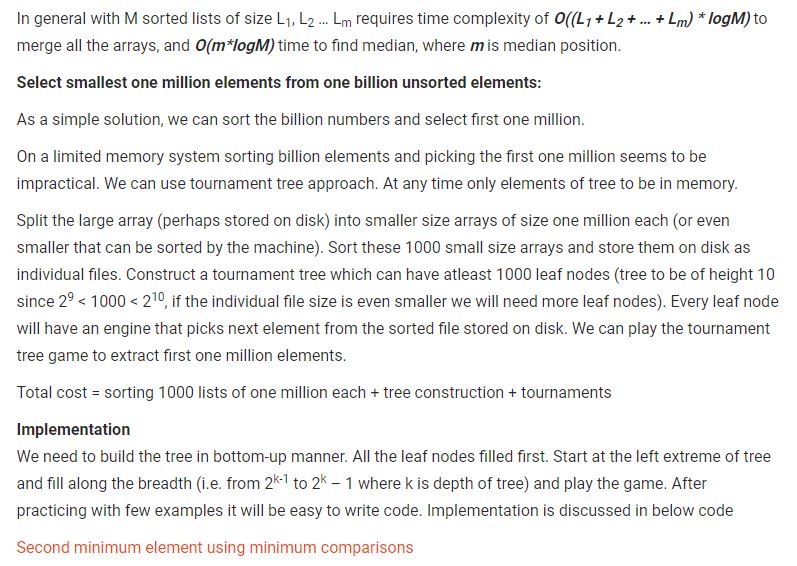 In general with M sorted lists of size L₁, L₂ ... Lₘ requires time complexity of O((L₁ + L₂ + ... + Lₘ) * logM) to
merge all the arrays, and O(m*logM) time to find median, where m is median position.
Select smallest one million elements from one billion unsorted elements:
As a simple solution, we can sort the billion numbers and select first one million.
On a limited memory system sorting billion elements and picking the first one million seems to be
impractical. We can use tournament tree approach. At any time only elements of tree to be in memory.
Split the large array (perhaps stored on disk) into smaller size arrays of size one million each (or even
smaller that can be sorted by the machine). Sort these 1000 small size arrays and store them on disk as
individual files. Construct a tournament tree which can have atleast 1000 leaf nodes (tree to be of height 10
since 2⁹ < 1000 < 2¹⁰, if the individual file size is even smaller we will need more leaf nodes). Every leaf node
will have an engine that picks next element from the sorted file stored on disk. We can play the tournament
tree game to extract first one million elements.
Total cost = sorting 1000 lists of one million each + tree construction + tournaments
Implementation
We need to build the tree in bottom-up manner. All the leaf nodes filled first. Start at the left extreme of tree
and fill along the breadth (i.e. from 2ᵏ⁻¹ to 2ᵏ – 1 where k is depth of tree) and play the game. After
practicing with few examples it will be easy to write code. Implementation is discussed in below code
Second minimum element using minimum comparisons